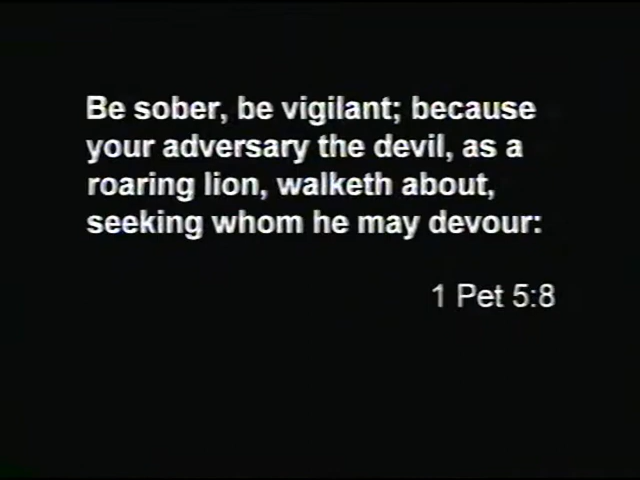 Be sober, be vigilant; because
your adversary the devil, as a
roaring lion, walketh about,
seeking whom he may devour:
1 Pet 5:8